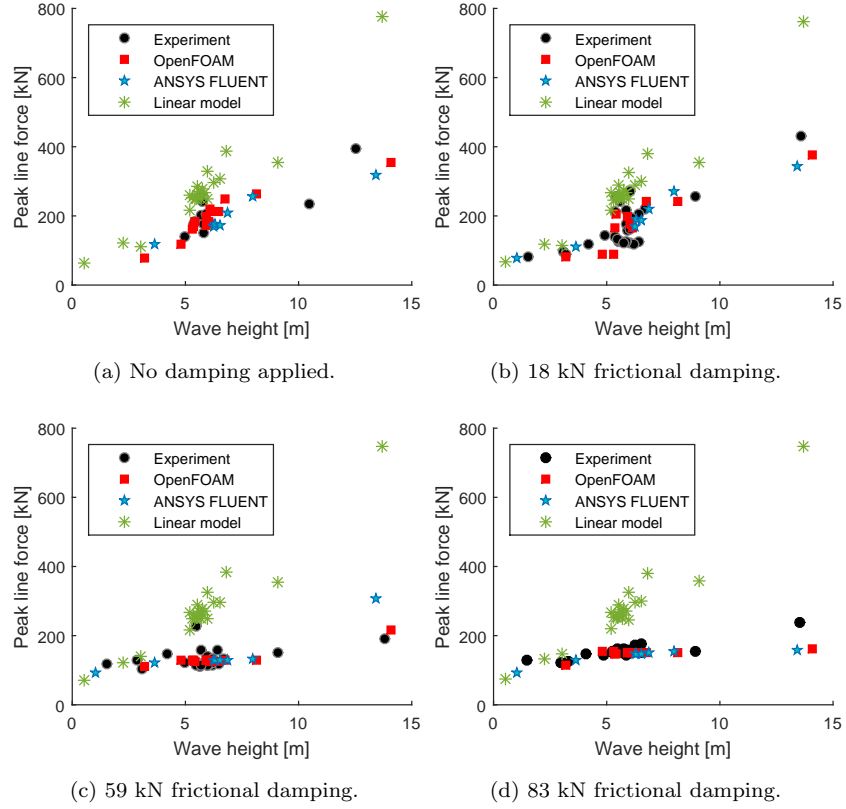 Peak line force [kN]
800
600
400
200
0
Experiment
OpenFOAM
ANSYS FLUENT
Linear model
0 5 10 15
Wave height [m]
(a) No damping applied.
Peak line force [kN]
800
600
400
200
0
Experiment
OpenFOAM
ANSYS FLUENT
Linear model
0 5 10 15
Wave height [m]
(b) 18 kN frictional damping.
Peak line force [kN]
800
600
400
200
0
Experiment
OpenFOAM
ANSYS FLUENT
Linear model
0 5 10 15
Wave height [m]
(c) 59 kN frictional damping.
Peak line force [kN]
800
600
400
200
0
Experiment
OpenFOAM
ANSYS FLUENT
Linear model
0 5 10 15
Wave height [m]
(d) 83 kN frictional damping.